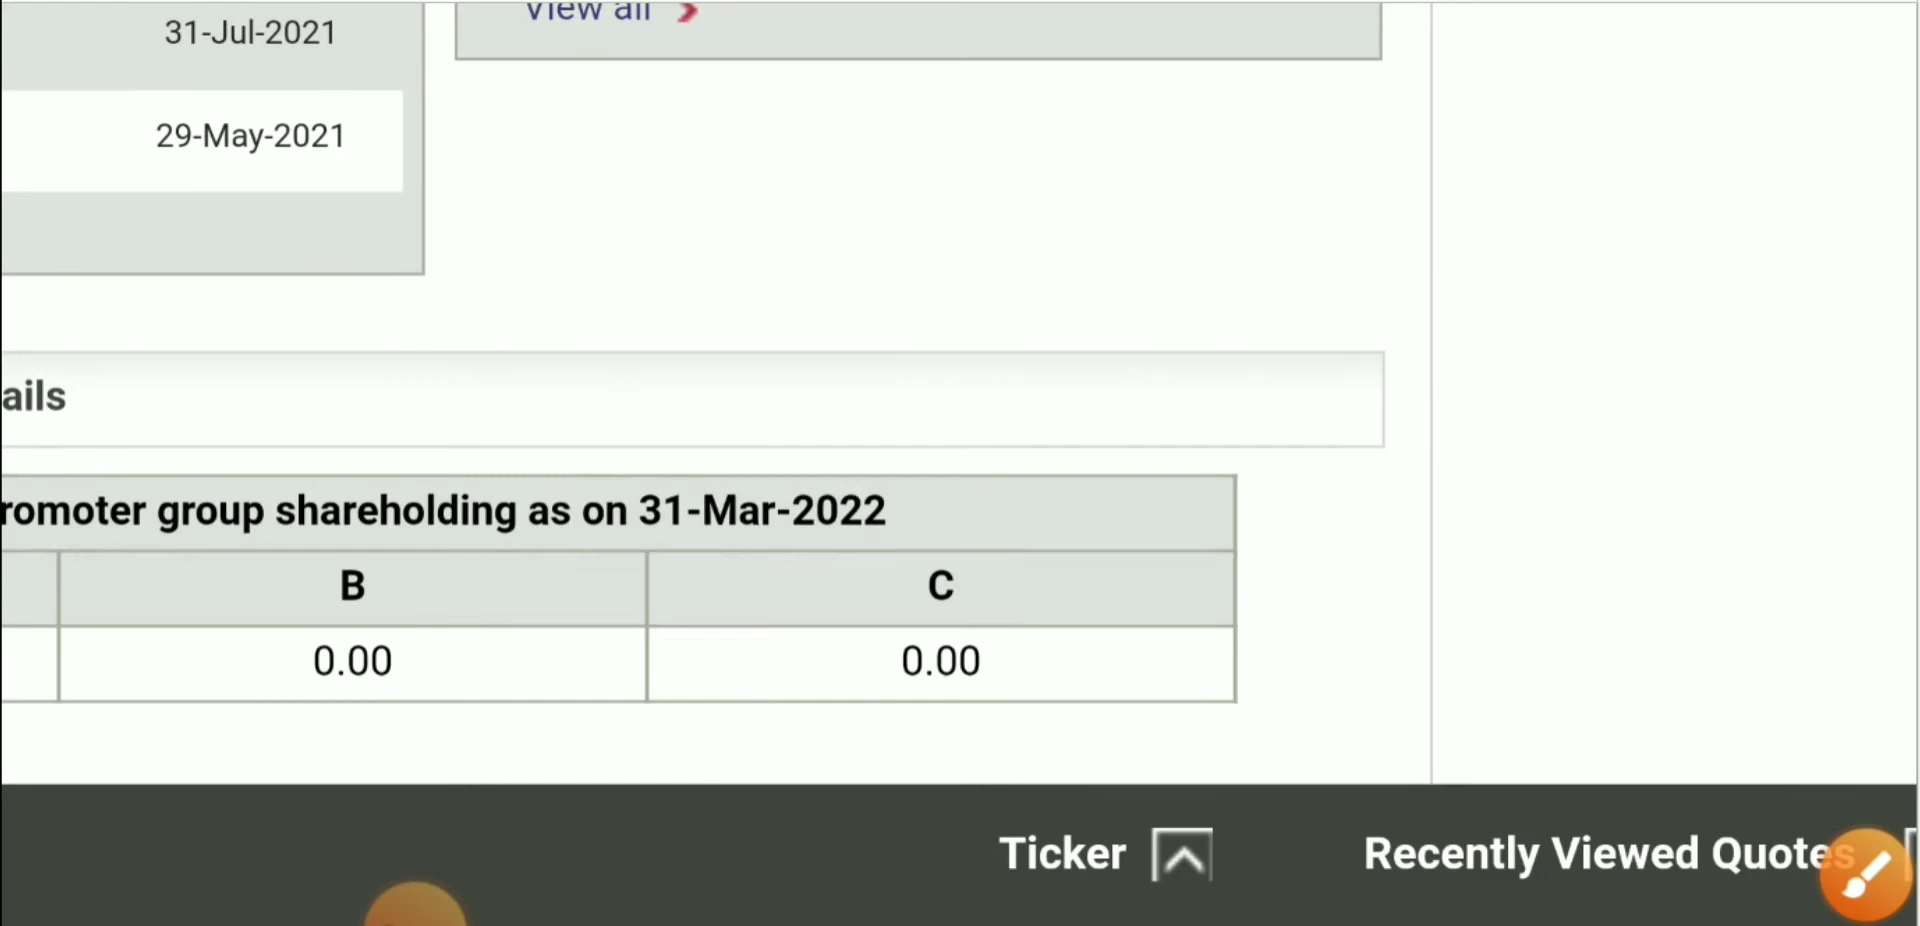 View all
31-Jul-2021
29-May-2021
ails
romoter group shareholding as on 31-Mar-2022
B
C
0.00
0.00
Ticker
Recently Viewed Quotes